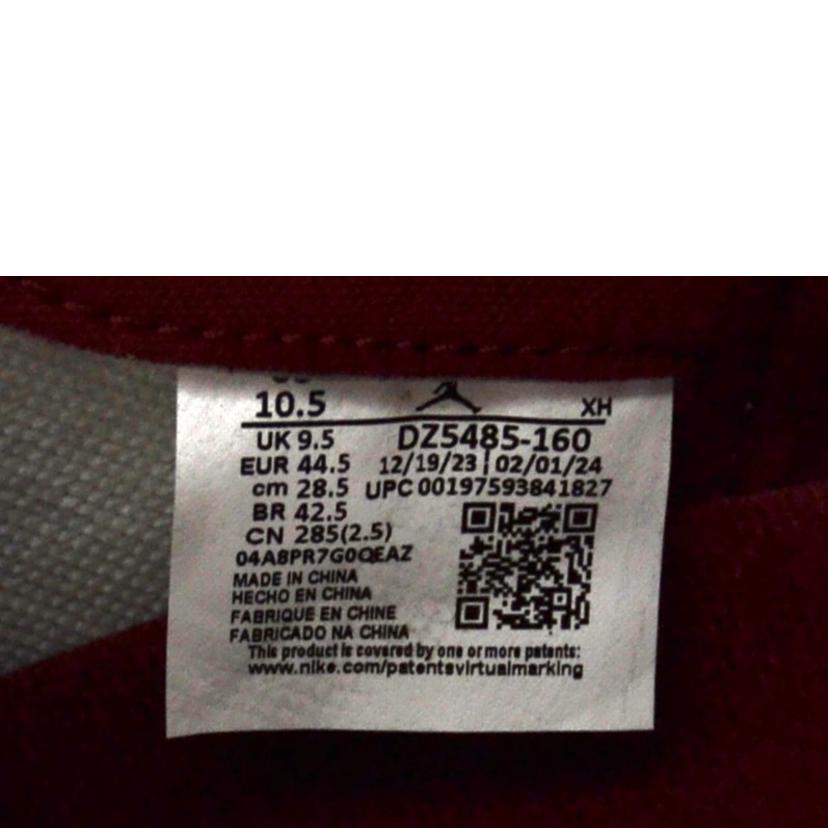 10.5 XH
UK 9.5 DZ5485-160
EUR 44.5 12/19/23 | 02/01/24
cm 28.5 UPC 00197593841827
BR 42.5
CN 285(2.5)
04A8PR7G0QEAZ
MADE IN CHINA
HECHO EN CHINA
FABRIQUE EN CHINE
FABRICADO NA CHINA
This product is covered by one or more patents:
www.nike.com/patentsvirtualmarking